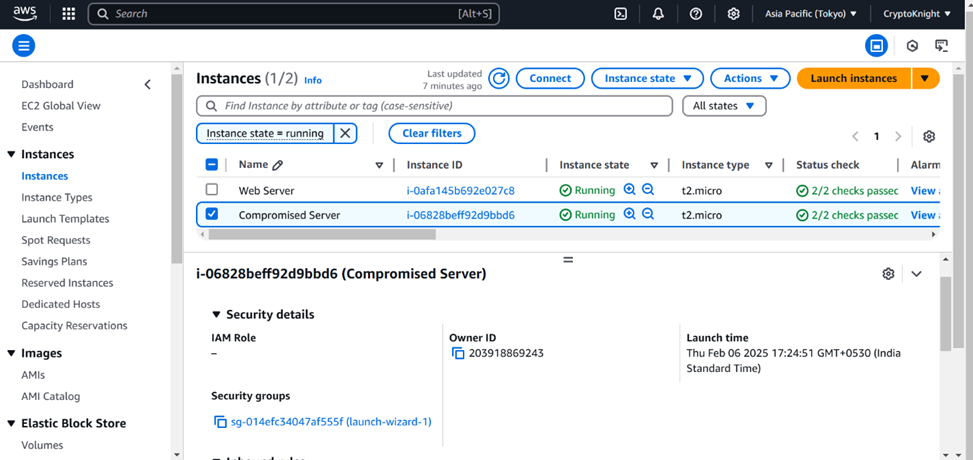 aws Search [Alt+S] Asia Pacific (Tokyo) CryptoKnight
Dashboard
EC2 Global View
Events
Instances
Instances
Instance Types
Launch Templates
Spot Requests
Savings Plans
Reserved Instances
Dedicated Hosts
Capacity Reservations
Images
AMIs
AMI Catalog
Elastic Block Store
Volumes
Instances (1/2) Info
Last updated
7 minutes ago
Connect Instance state Actions Launch instances
Find Instance by attribute or tag (case-sensitive) All states
Instance state = running Clear filters
1
Name Instance ID Instance state Instance type Status check Alarm
Web Server i-0afa145b692e027c8 Running t2.micro 2/2 checks passec View
Compromised Server i-06828beff92d9bbd6 Running t2.micro 2/2 checks passec View
i-06828beff92d9bbd6 (Compromised Server)
Security details
IAM Role Owner ID Launch time
– 203918869243 Thu Feb 06 2025 17:24:51 GMT+0530 (India
Standard Time)
Security groups
sg-014efc34047af555f (launch-wizard-1)